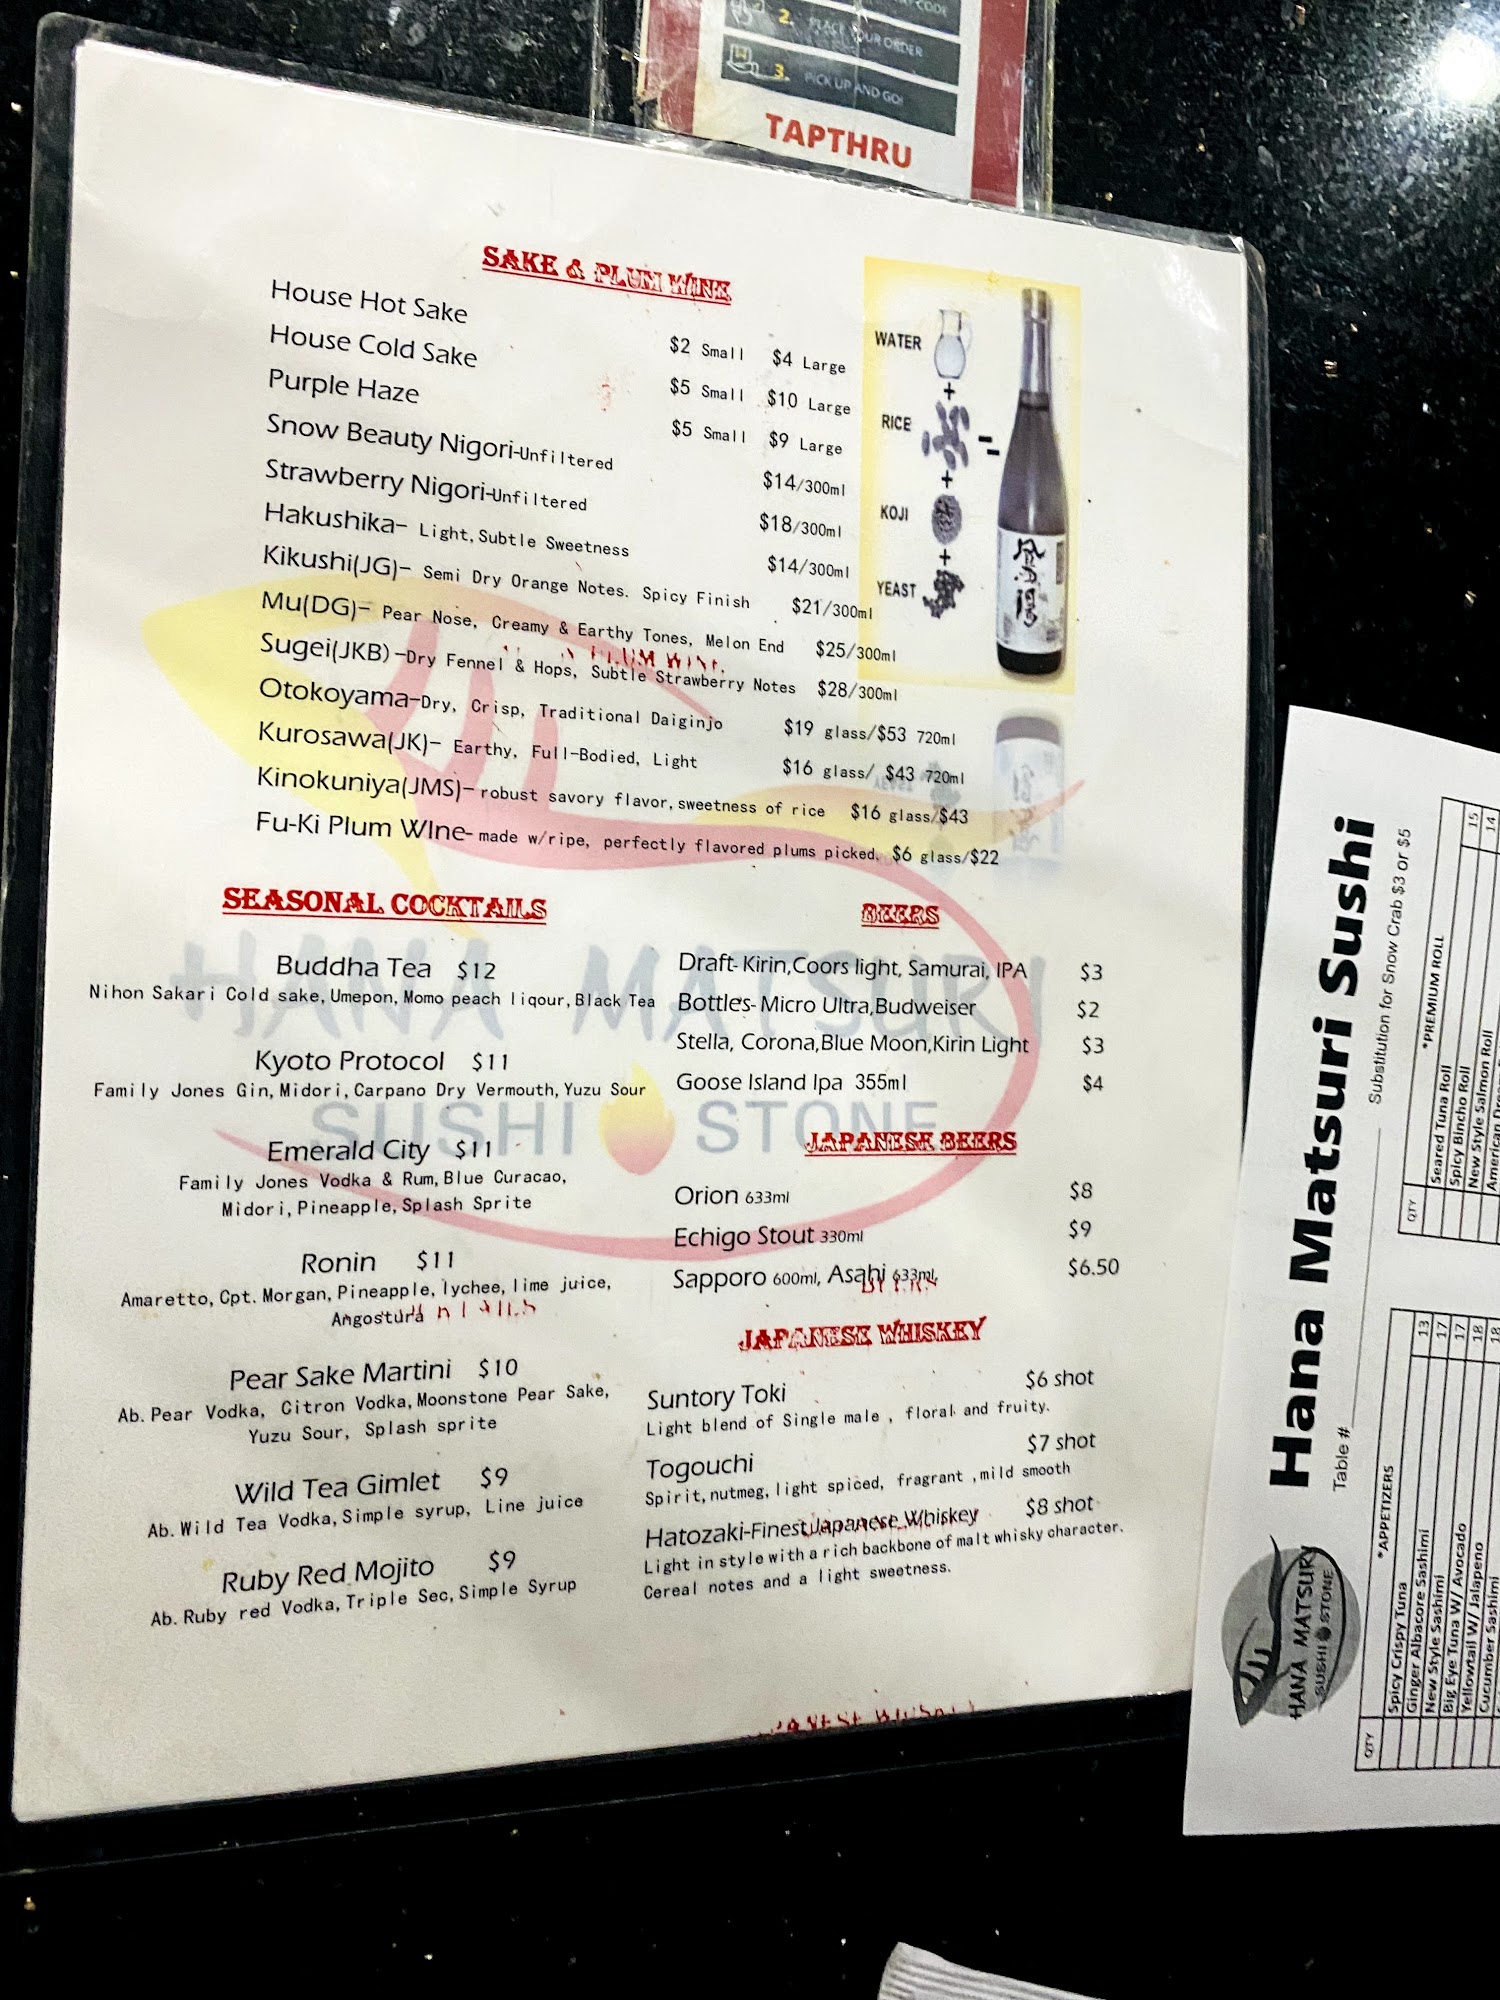 CODE
2. PLACE YOUR ORDER
3. PICK UP AND GO!
TAPTHRU
SAKE & PLUM WINE
House Hot Sake $2 Small $4 Large
House Cold Sake $5 Small $10 Large
Purple Haze $5 Small $9 Large
Snow Beauty Nigori-Unfiltered $14/300ml
Strawberry Nigori-Unfiltered $18/300ml
Hakushika- Light,Subtle Sweetness $14/300ml
Kikushi(JG)- Semi Dry Orange Notes. Spicy Finish $21/300ml
Mu(DG)- Pear Nose, Creamy & Earthy Tones, Melon End $25/300ml
Sugei(JKB)-Dry Fennel & Hops, Subtle Strawberry Notes $28/300ml
Otokoyama-Dry, Crisp, Traditional Daiginjo $19 glass/$53 720ml
Kurosawa(JK)- Earthy, Full-Bodied, Light $16 glass/ $43 720ml
Kinokuniya(JMS)-robust savory flavor,sweetness of rice $16 glass/$43
Fu-Ki Plum WIne-made w/ripe, perfectly flavored plums picked. $6 glass/$22
WATER
+
RICE
+
KOJI
+
YEAST
=
SEASONAL COCKTAILS
Buddha Tea $12
Nihon Sakari Cold sake,Umepon,Momo peach liqour,Black Tea
Kyoto Protocol $11
Family Jones Gin,Midori,Carpano Dry Vermouth,Yuzu Sour
Emerald City $11
Family Jones Vodka & Rum,Blue Curacao,
Midori,Pineapple,Splash Sprite
Ronin $11
Amaretto,Cpt.Morgan,Pineapple,lychee,lime juice,
Angostura
Pear Sake Martini $10
Ab.Pear Vodka, Citron Vodka,Moonstone Pear Sake,
Yuzu Sour, Splash sprite
Wild Tea Gimlet $9
Ab.Wild Tea Vodka,Simple syrup, Line juice
Ruby Red Mojito $9
Ab.Ruby red Vodka,Triple Sec,Simple Syrup
BEERS
Draft-Kirin,Coors light, Samurai, IPA $3
Bottles-Micro Ultra,Budweiser $2
Stella, Corona,Blue Moon,Kirin Light $3
Goose Island Ipa 355ml $4
JAPANESE BEERS
Orion 633ml $8
Echigo Stout 330ml $9
Sapporo 600ml, Asahi 633ml, $6.50
JAPANESE WHISKEY
Suntory Toki $6 shot
Light blend of Single male , floral and fruity.
Togouchi $7 shot
Spirit,nutmeg,light spiced, fragrant ,mild smooth
Hatozaki-Finest Japanese Whiskey $8 shot
Light in style with a rich backbone of malt whisky character.
Cereal notes and a light sweetness.
HANA MATSURI
SUSHI STONE
Hana Matsuri Sushi
Table #
Substitution for Snow Crab $3 or $5
HANA MATSURI
SUSHI STONE
QTY *APPETIZERS
Spicy Crispy Tuna 13
Ginger Albacore Sashimi 17
New Style Sashimi 17
Big Eye Tuna W/ Avocado 18
Yellowtail W/ Jalapeno 18
Cucumber Sashimi
QTY *PREMIUM ROLL
Seared Tuna Roll 15
Spicy Bincho Roll 14
New Style Salmon Roll
American